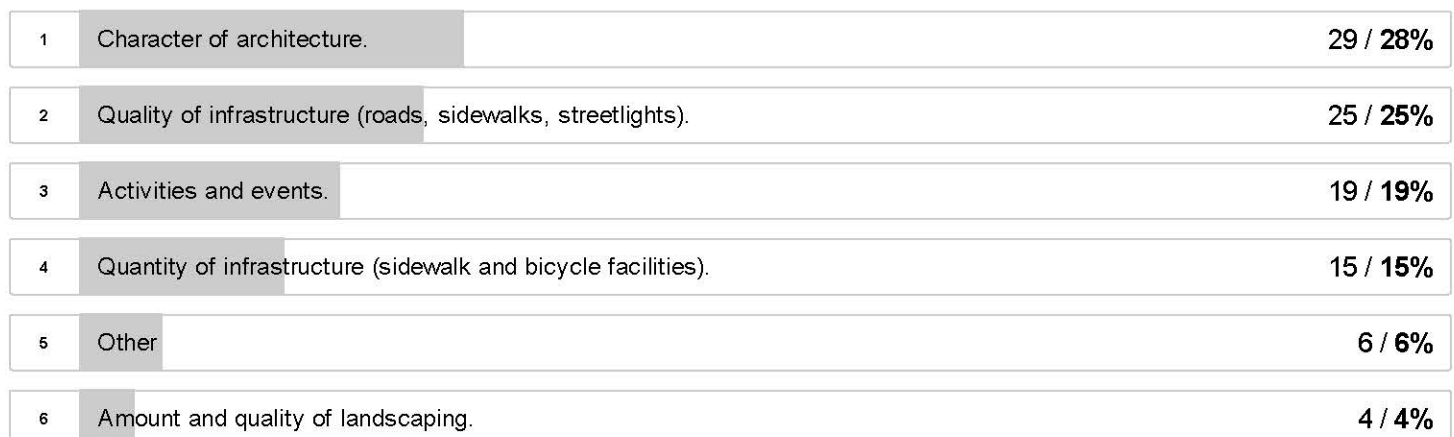 1 Character of architecture. 29 / 28%
2 Quality of infrastructure (roads, sidewalks, streetlights). 25 / 25%
3 Activities and events. 19 / 19%
4 Quantity of infrastructure (sidewalk and bicycle facilities). 15 / 15%
5 Other 6 / 6%
6 Amount and quality of landscaping. 4 / 4%